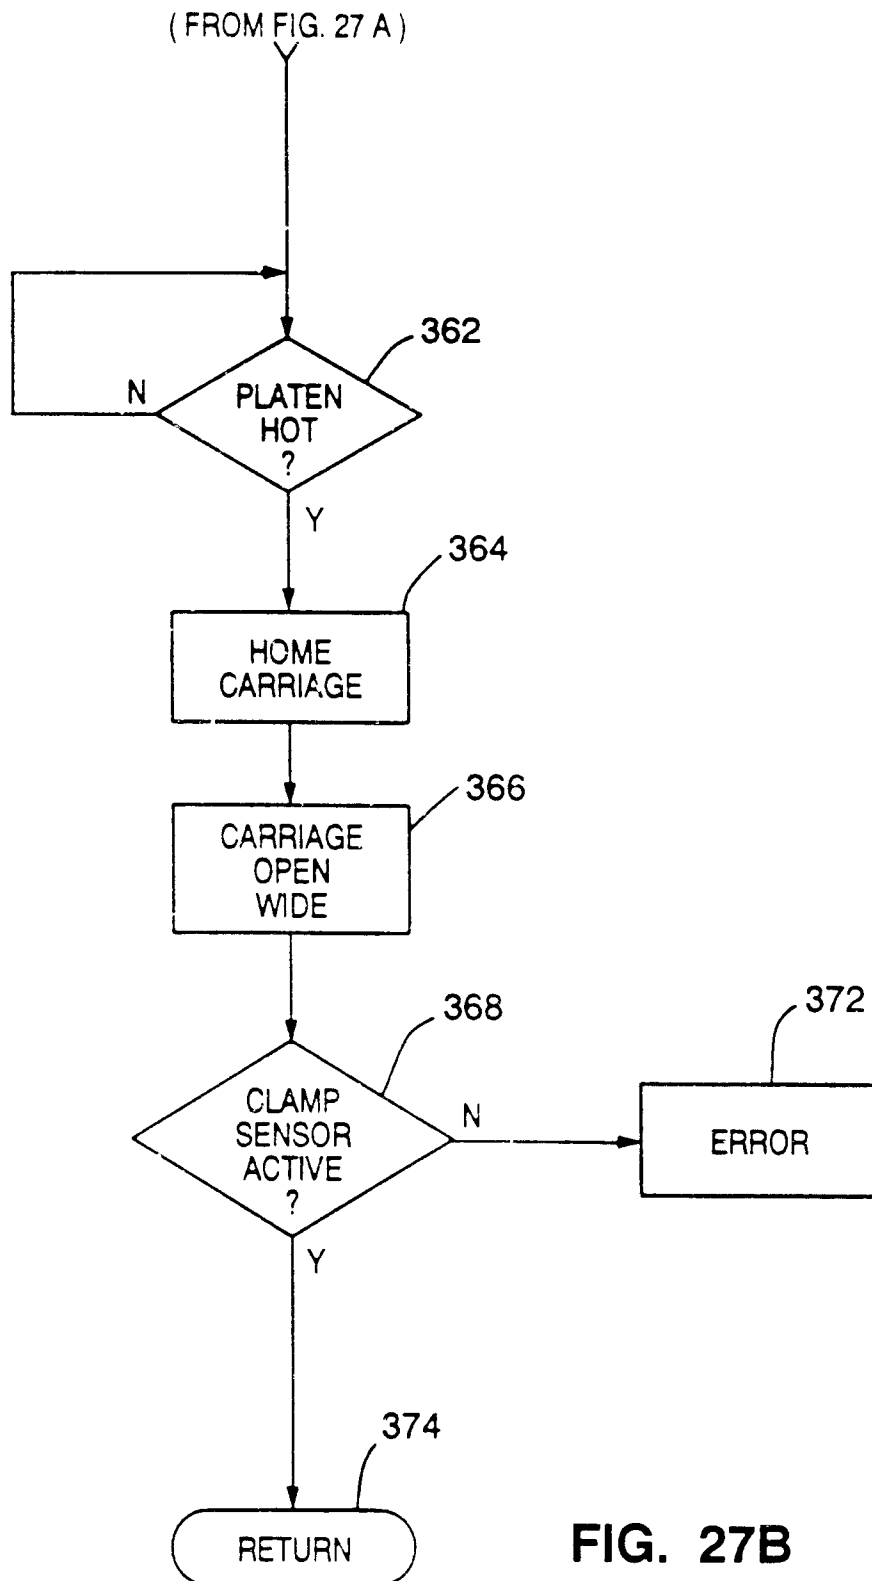 ( FROM FIG. 27 A )
362
N
PLATEN
HOT
?
Y
364
HOME
CARRIAGE
366
CARRIAGE
OPEN
WIDE
368
372
CLAMP
SENSOR
ACTIVE
?
N
ERROR
Y
374
RETURN
FIG. 27B